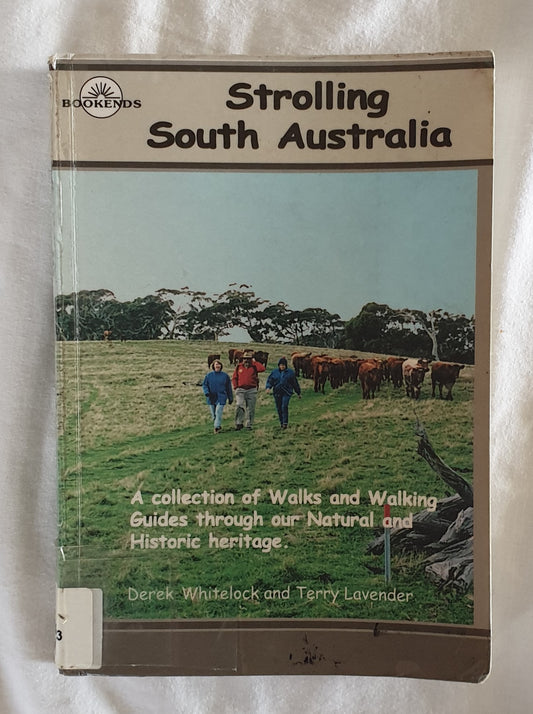 BOOKENDS
Strolling
South Australia
A collection of Walks and Walking
Guides through our Natural and
Historic heritage.
Derek Whitelock and Terry Lavender
3